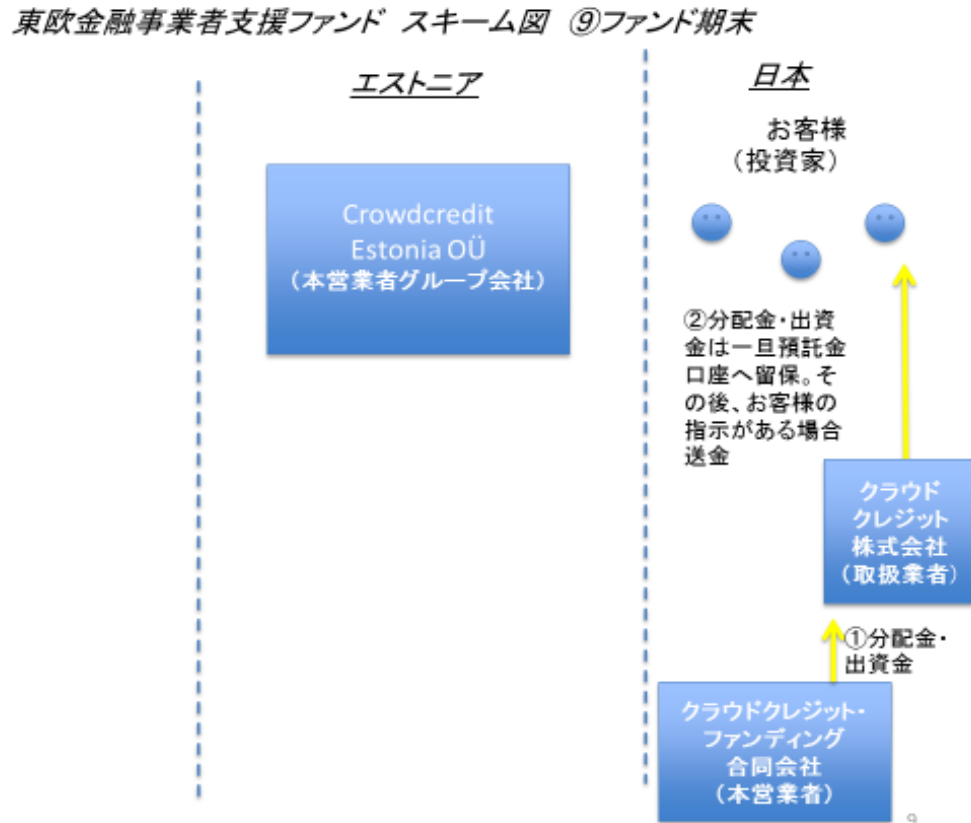 東欧金融事業者支援ファンド スキーム図 ⑨ファンド期末
エストニア
日本
お客様
（投資家）
Crowdcredit
Estonia OÜ
（本営業者グループ会社）
②分配金・出資
金は一旦預託金
口座へ留保。そ
の後、お客様の
指示がある場合
送金
クラウド
クレジット
株式会社
（取扱業者）
①分配金・
出資金
クラウドクレジット・
ファンディング
合同会社
（本営業者）
9